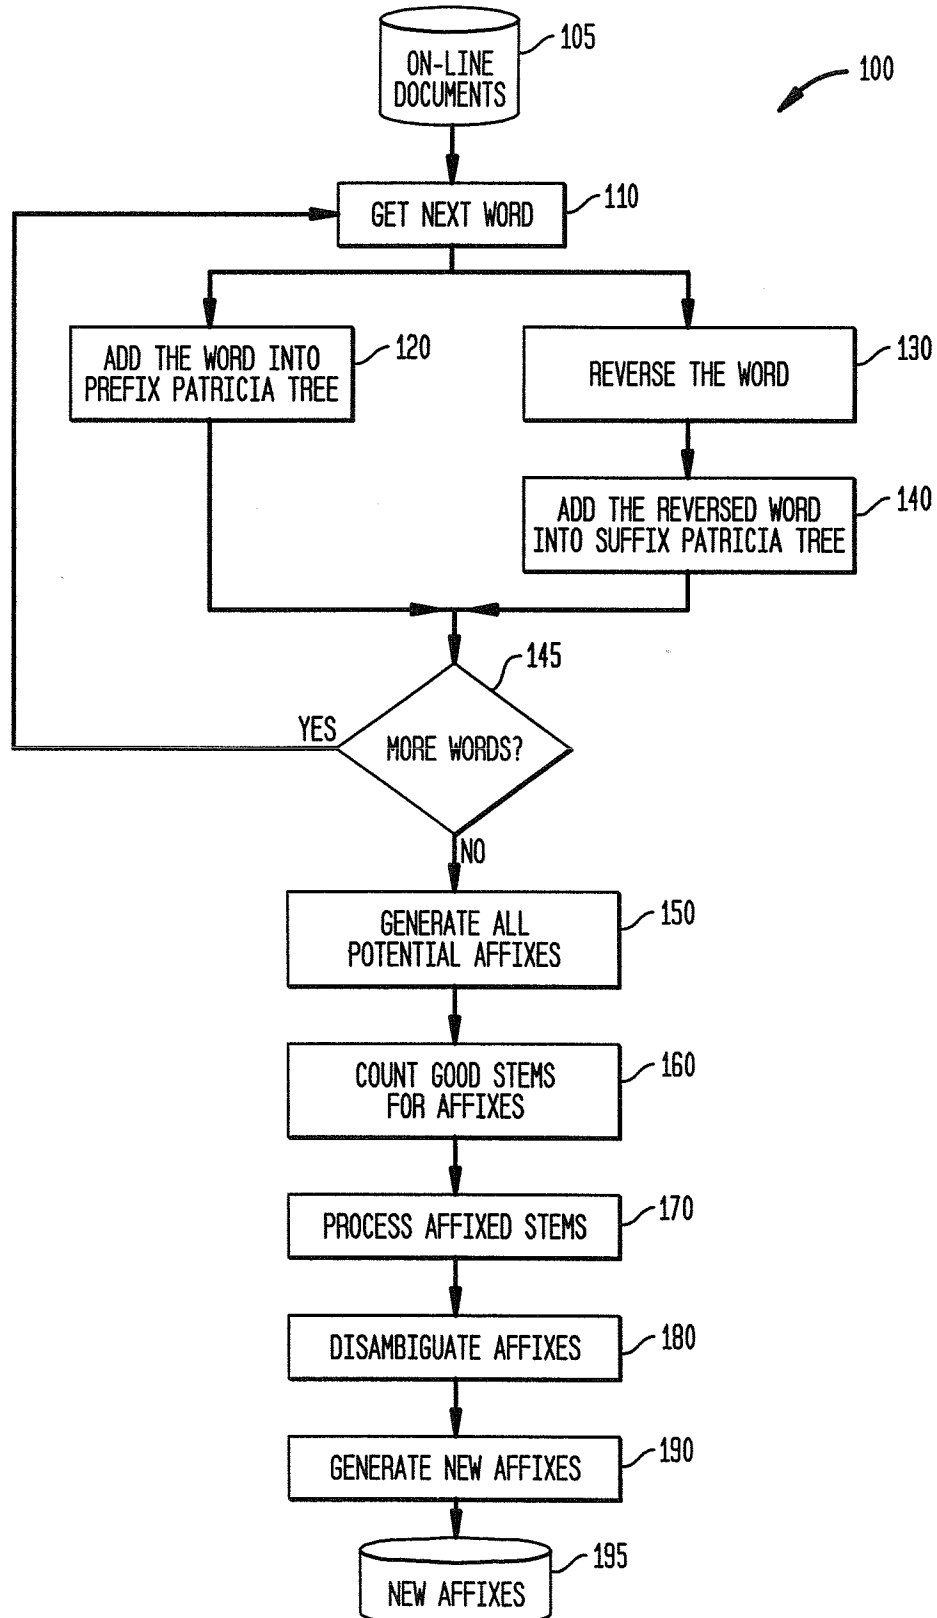 105
ON-LINE
DOCUMENTS
100
110
GET NEXT WORD
120
ADD THE WORD INTO
PREFIX PATRICIA TREE
130
REVERSE THE WORD
140
ADD THE REVERSED WORD
INTO SUFFIX PATRICIA TREE
145
YES
MORE WORDS?
NO
150
GENERATE ALL
POTENTIAL AFFIXES
160
COUNT GOOD STEMS
FOR AFFIXES
170
PROCESS AFFIXED STEMS
180
DISAMBIGUATE AFFIXES
190
GENERATE NEW AFFIXES
195
NEW AFFIXES